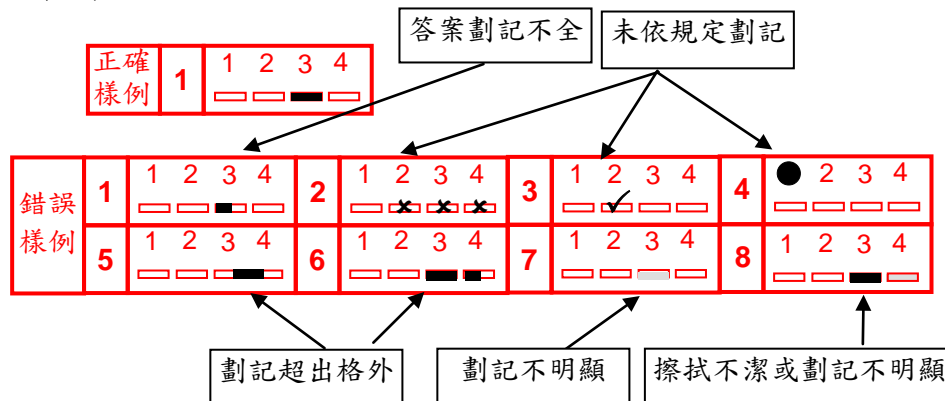 答案劃記不全
未依規定劃記
正確
樣例
1
1 2 3 4
錯誤
樣例
1
1 2 3 4
2
1 2 3 4
3
1 2 3 4
4
2 3 4
5
1 2 3 4
6
1 2 3 4
7
1 2 3 4
8
1 2 3 4
劃記超出格外
劃記不明顯
擦拭不潔或劃記不明顯